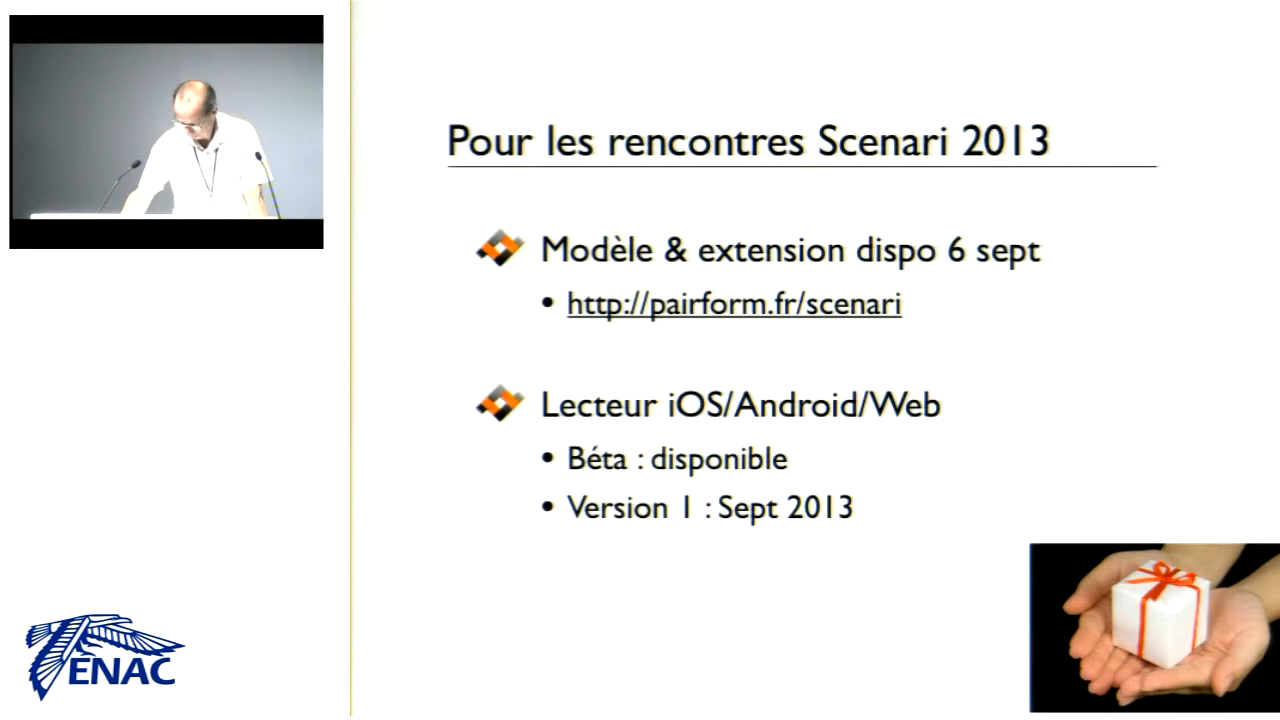 Pour les rencontres Scenari 2013
Modèle & extension dispo 6 sept
• http://pairform.fr/scenari
Lecteur iOS/Android/Web
• Béta : disponible
• Version 1 : Sept 2013
ENAC